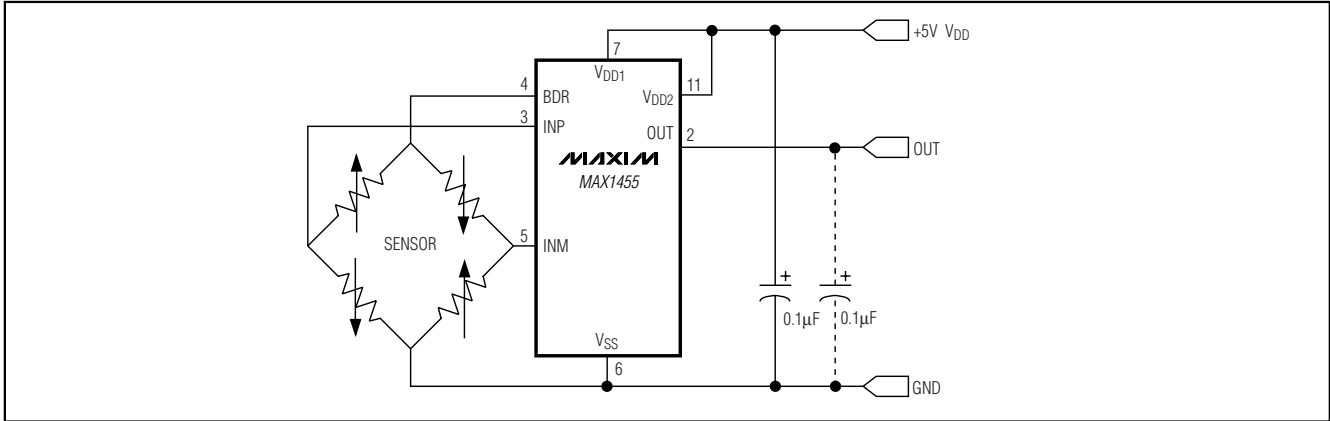 +5V VDD
7
VDD1
4
BDR
11
VDD2
3
INP
OUT
2
OUT
MAXIM
MAX1455
SENSOR
5
INM
+
+
0.1µF
0.1µF
VSS
6
GND